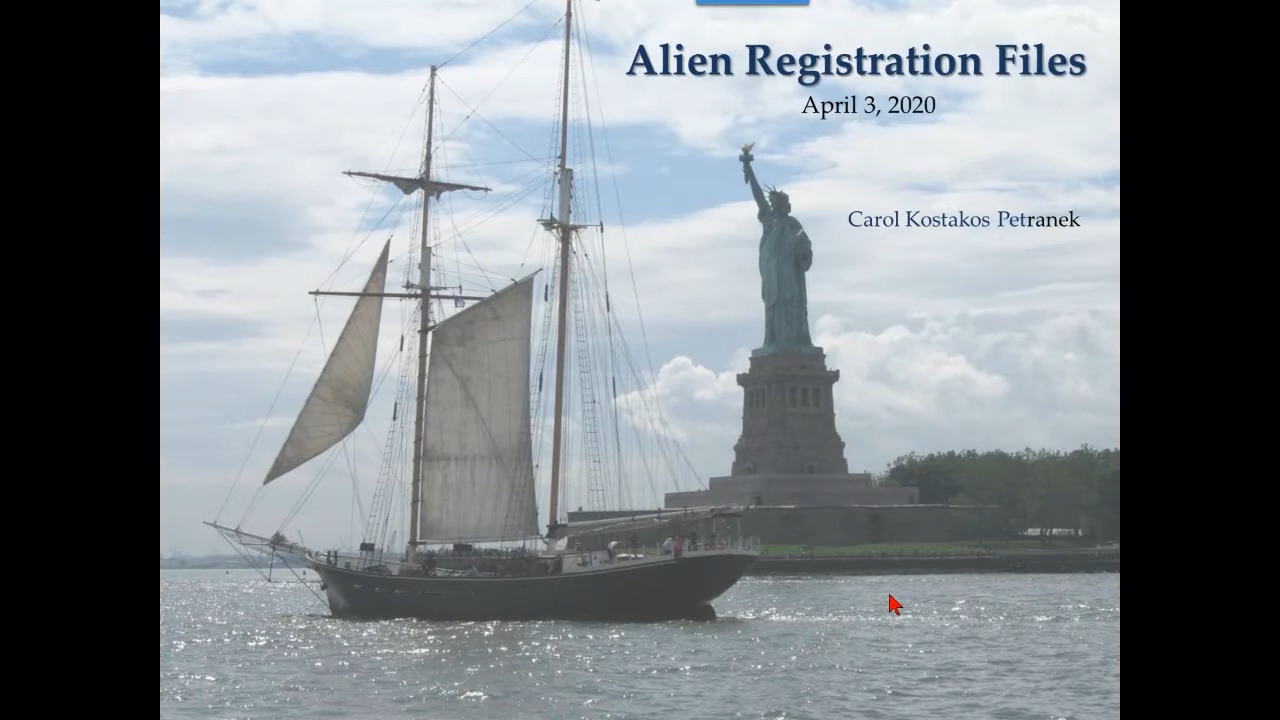 Alien Registration Files
April 3, 2020
Carol Kostakos Petranek